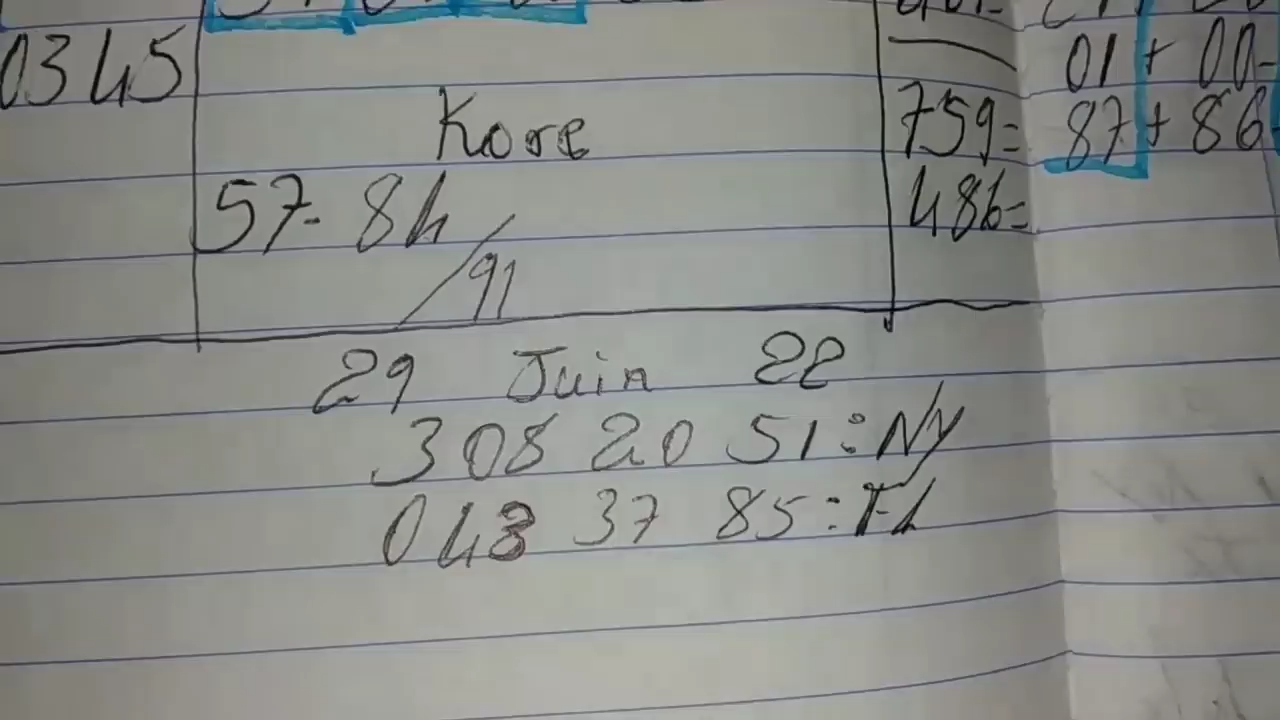 0345
01 + 00-
Kore
759= 87 + 86
57- 84
486=
/91
29 Juin 22
308 20 51 : NY
043 37 85 : FL